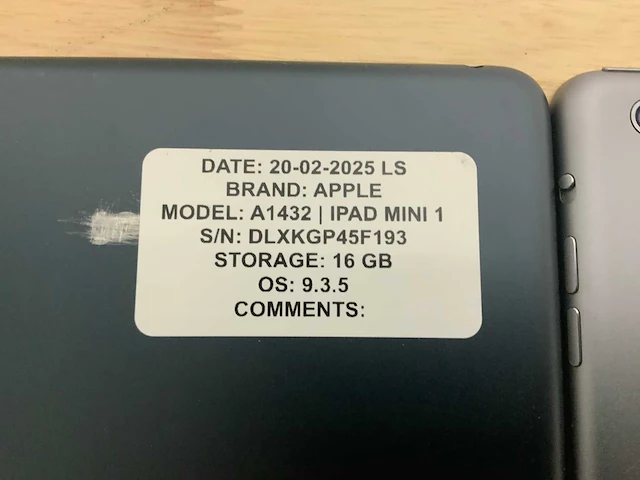 DATE: 20-02-2025 LS
BRAND: APPLE
MODEL: A1432 | IPAD MINI 1
S/N: DLXKGP45F193
STORAGE: 16 GB
OS: 9.3.5
COMMENTS: